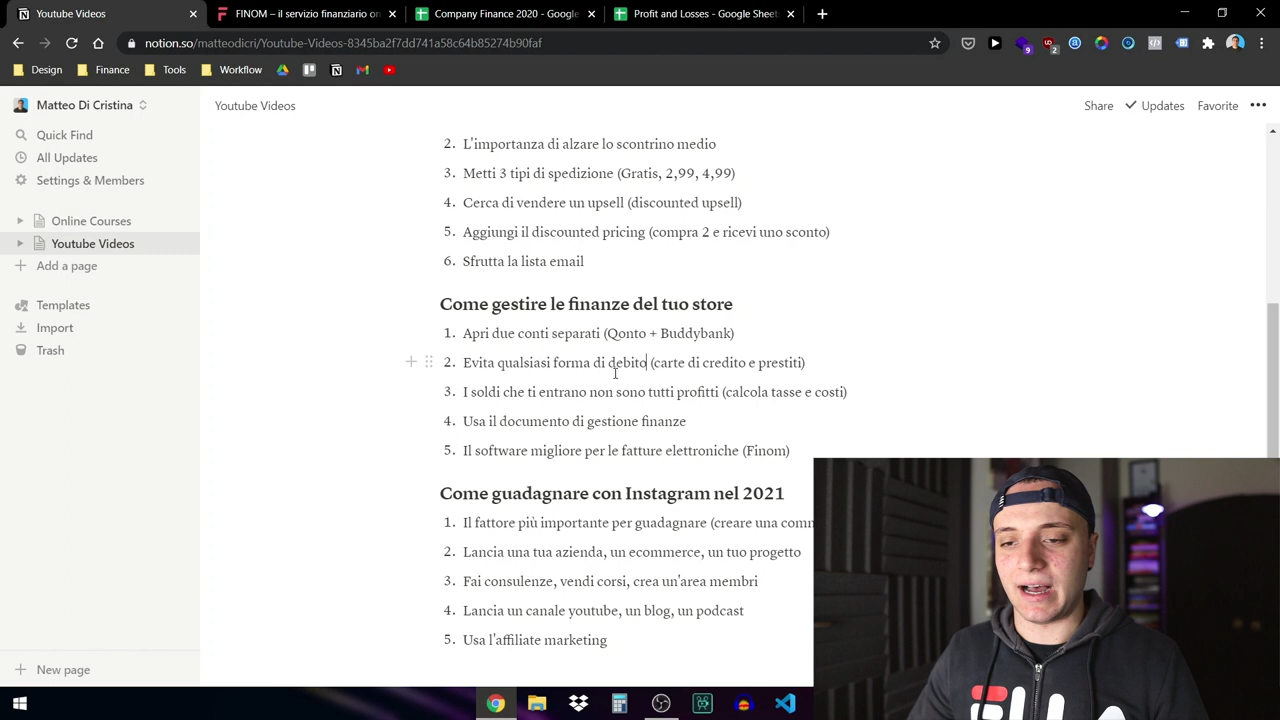 Youtube Videos
FINOM – il servizio finanziario on
Company Finance 2020 - Google
Profit and Losses - Google Sheets
notion.so/matteodicri/Youtube-Videos-8345ba2f7dd741a58c64b85274b90faf
9
2
Design
Finance
Tools
Workflow
Matteo Di Cristina
Youtube Videos
Share
Updates
Favorite
Quick Find
All Updates
Settings & Members
Online Courses
Youtube Videos
Add a page
Templates
Import
Trash
New page
2. L'importanza di alzare lo scontrino medio
3. Metti 3 tipi di spedizione (Gratis, 2,99, 4,99)
4. Cerca di vendere un upsell (discounted upsell)
5. Aggiungi il discounted pricing (compra 2 e ricevi uno sconto)
6. Sfrutta la lista email
Come gestire le finanze del tuo store
1. Apri due conti separati (Qonto + Buddybank)
2. Evita qualsiasi forma di debito (carte di credito e prestiti)
3. I soldi che ti entrano non sono tutti profitti (calcola tasse e costi)
4. Usa il documento di gestione finanze
5. Il software migliore per le fatture elettroniche (Finom)
Come guadagnare con Instagram nel 2021
1. Il fattore più importante per guadagnare (creare una comm
2. Lancia una tua azienda, un ecommerce, un tuo progetto
3. Fai consulenze, vendi corsi, crea un'area membri
4. Lancia un canale youtube, un blog, un podcast
5. Usa l'affiliate marketing
FILA